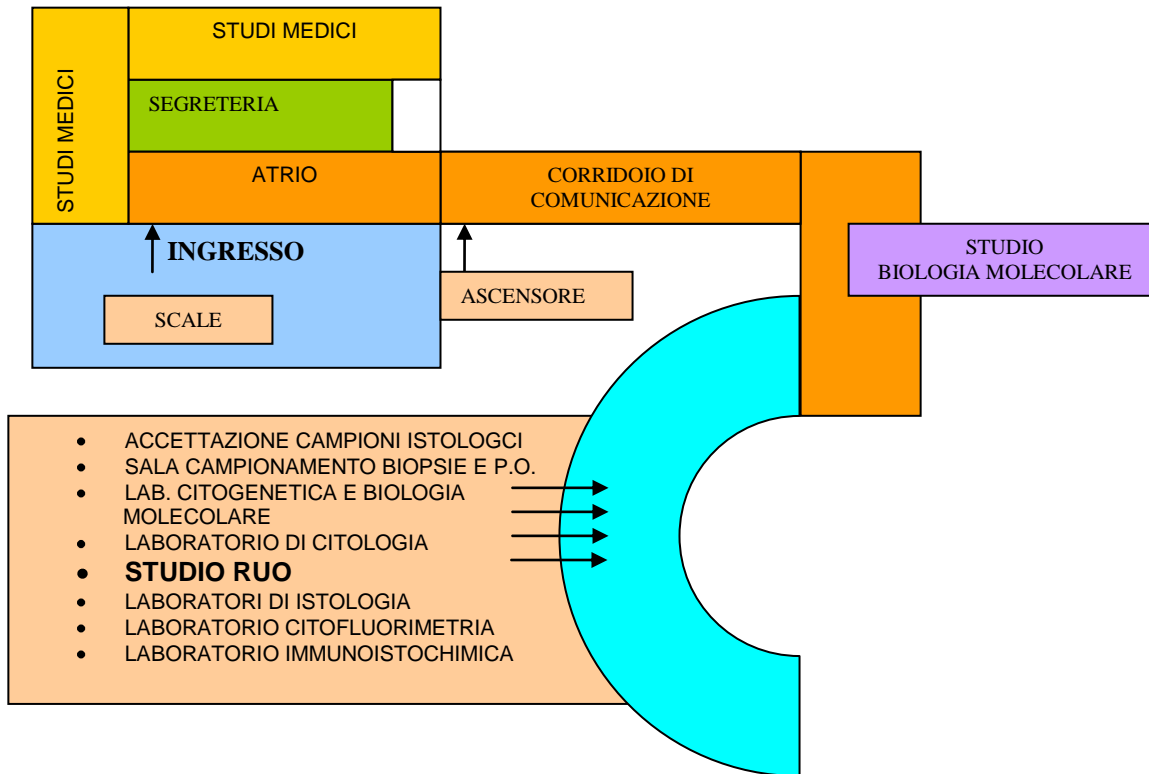 STUDI MEDICI
STUDI MEDICI
SEGRETERIA
ATRIO
CORRIDOIO DI
COMUNICAZIONE
INGRESSO
STUDIO
BIOLOGIA MOLECOLARE
ASCENSORE
SCALE
• ACCETTAZIONE CAMPIONI ISTOLOGCI
• SALA CAMPIONAMENTO BIOPSIE E P.O.
• LAB. CITOGENETICA E BIOLOGIA
MOLECOLARE
• LABORATORIO DI CITOLOGIA
• STUDIO RUO
• LABORATORI DI ISTOLOGIA
• LABORATORIO CITOFLUORIMETRIA
• LABORATORIO IMMUNOISTOCHIMICA